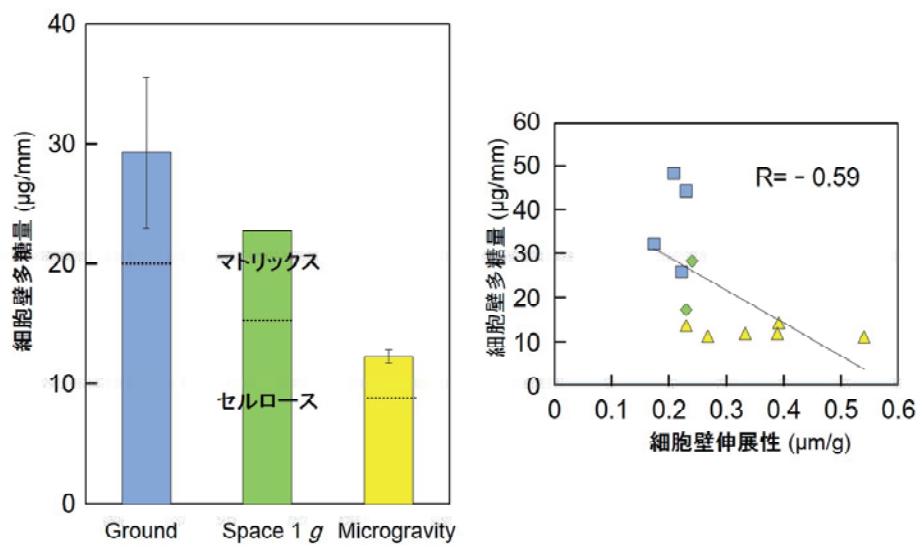 細胞壁多糖量 (μg/mm)
40
30
20
10
0
マトリックス
セルロース
Ground
Space 1 g
Microgravity
細胞壁多糖量 (μg/mm)
60
50
40
30
20
10
0
R= − 0.59
0
0.1
0.2
0.3
0.4
0.5
0.6
細胞壁伸展性 (μm/g)